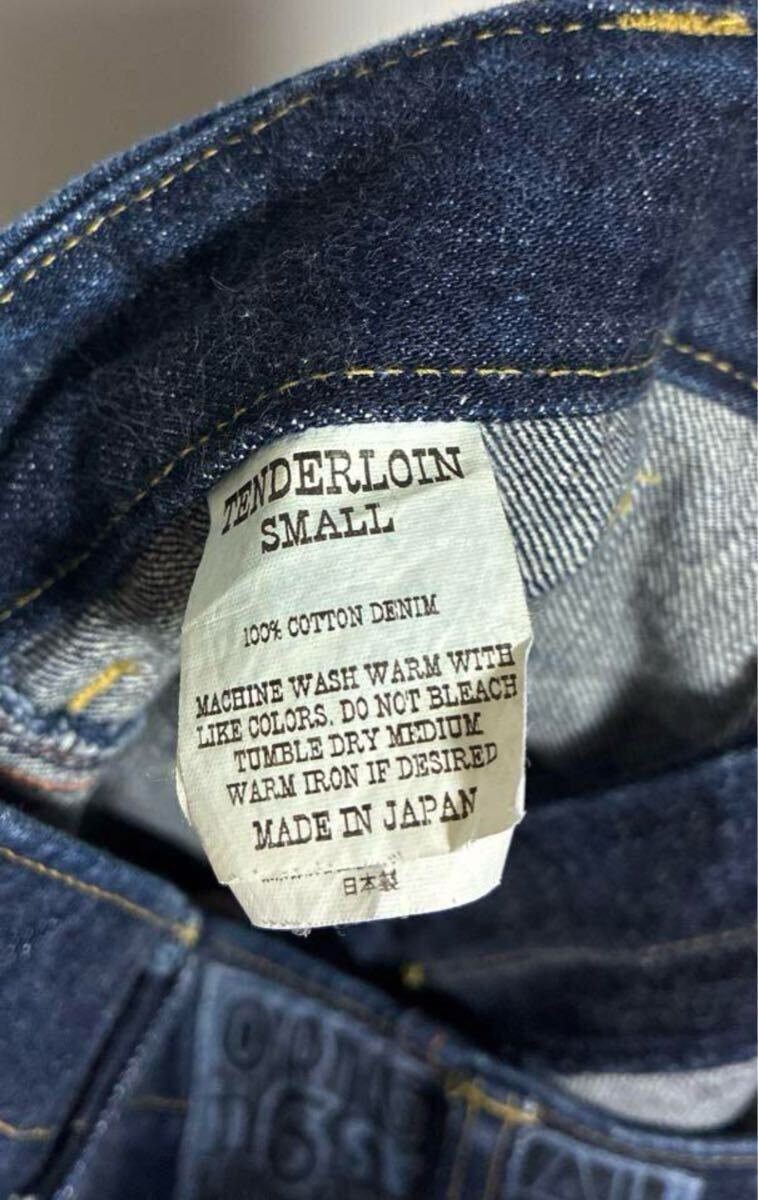 TENDERLOIN
SMALL
100% COTTON DENIM
MACHINE WASH WARM WITH
LIKE COLORS. DO NOT BLEACH
TUMBLE DRY MEDIUM
WARM IRON IF DESIRED
MADE IN JAPAN
日本製